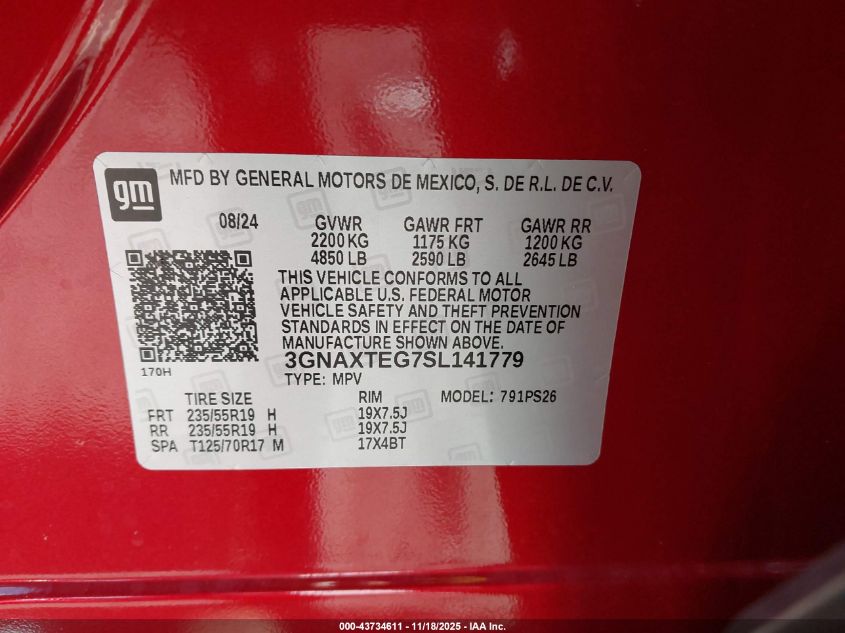 gm
MFD BY GENERAL MOTORS DE MEXICO, S. DE R.L. DE C.V.
08/24 GVWR GAWR FRT GAWR RR
2200 KG 1175 KG 1200 KG
4850 LB 2590 LB 2645 LB
THIS VEHICLE CONFORMS TO ALL
APPLICABLE U.S. FEDERAL MOTOR
VEHICLE SAFETY AND THEFT PREVENTION
STANDARDS IN EFFECT ON THE DATE OF
MANUFACTURE SHOWN ABOVE.
170H 3GNAXTEG7SL141779
TYPE: MPV
TIRE SIZE RIM MODEL: 791PS26
FRT 235/55R19 H 19X7.5J
RR 235/55R19 H 19X7.5J
SPA T125/70R17 M 17X4BT
000-43734611 - 11/18/2025 - IAA Inc.